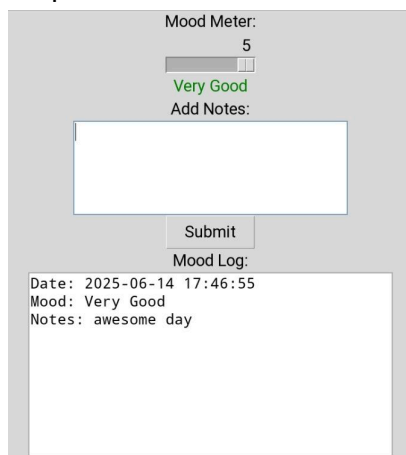 Mood Meter:
5
Very Good
Add Notes:
Submit
Mood Log:
Date: 2025-06-14 17:46:55
Mood: Very Good
Notes: awesome day